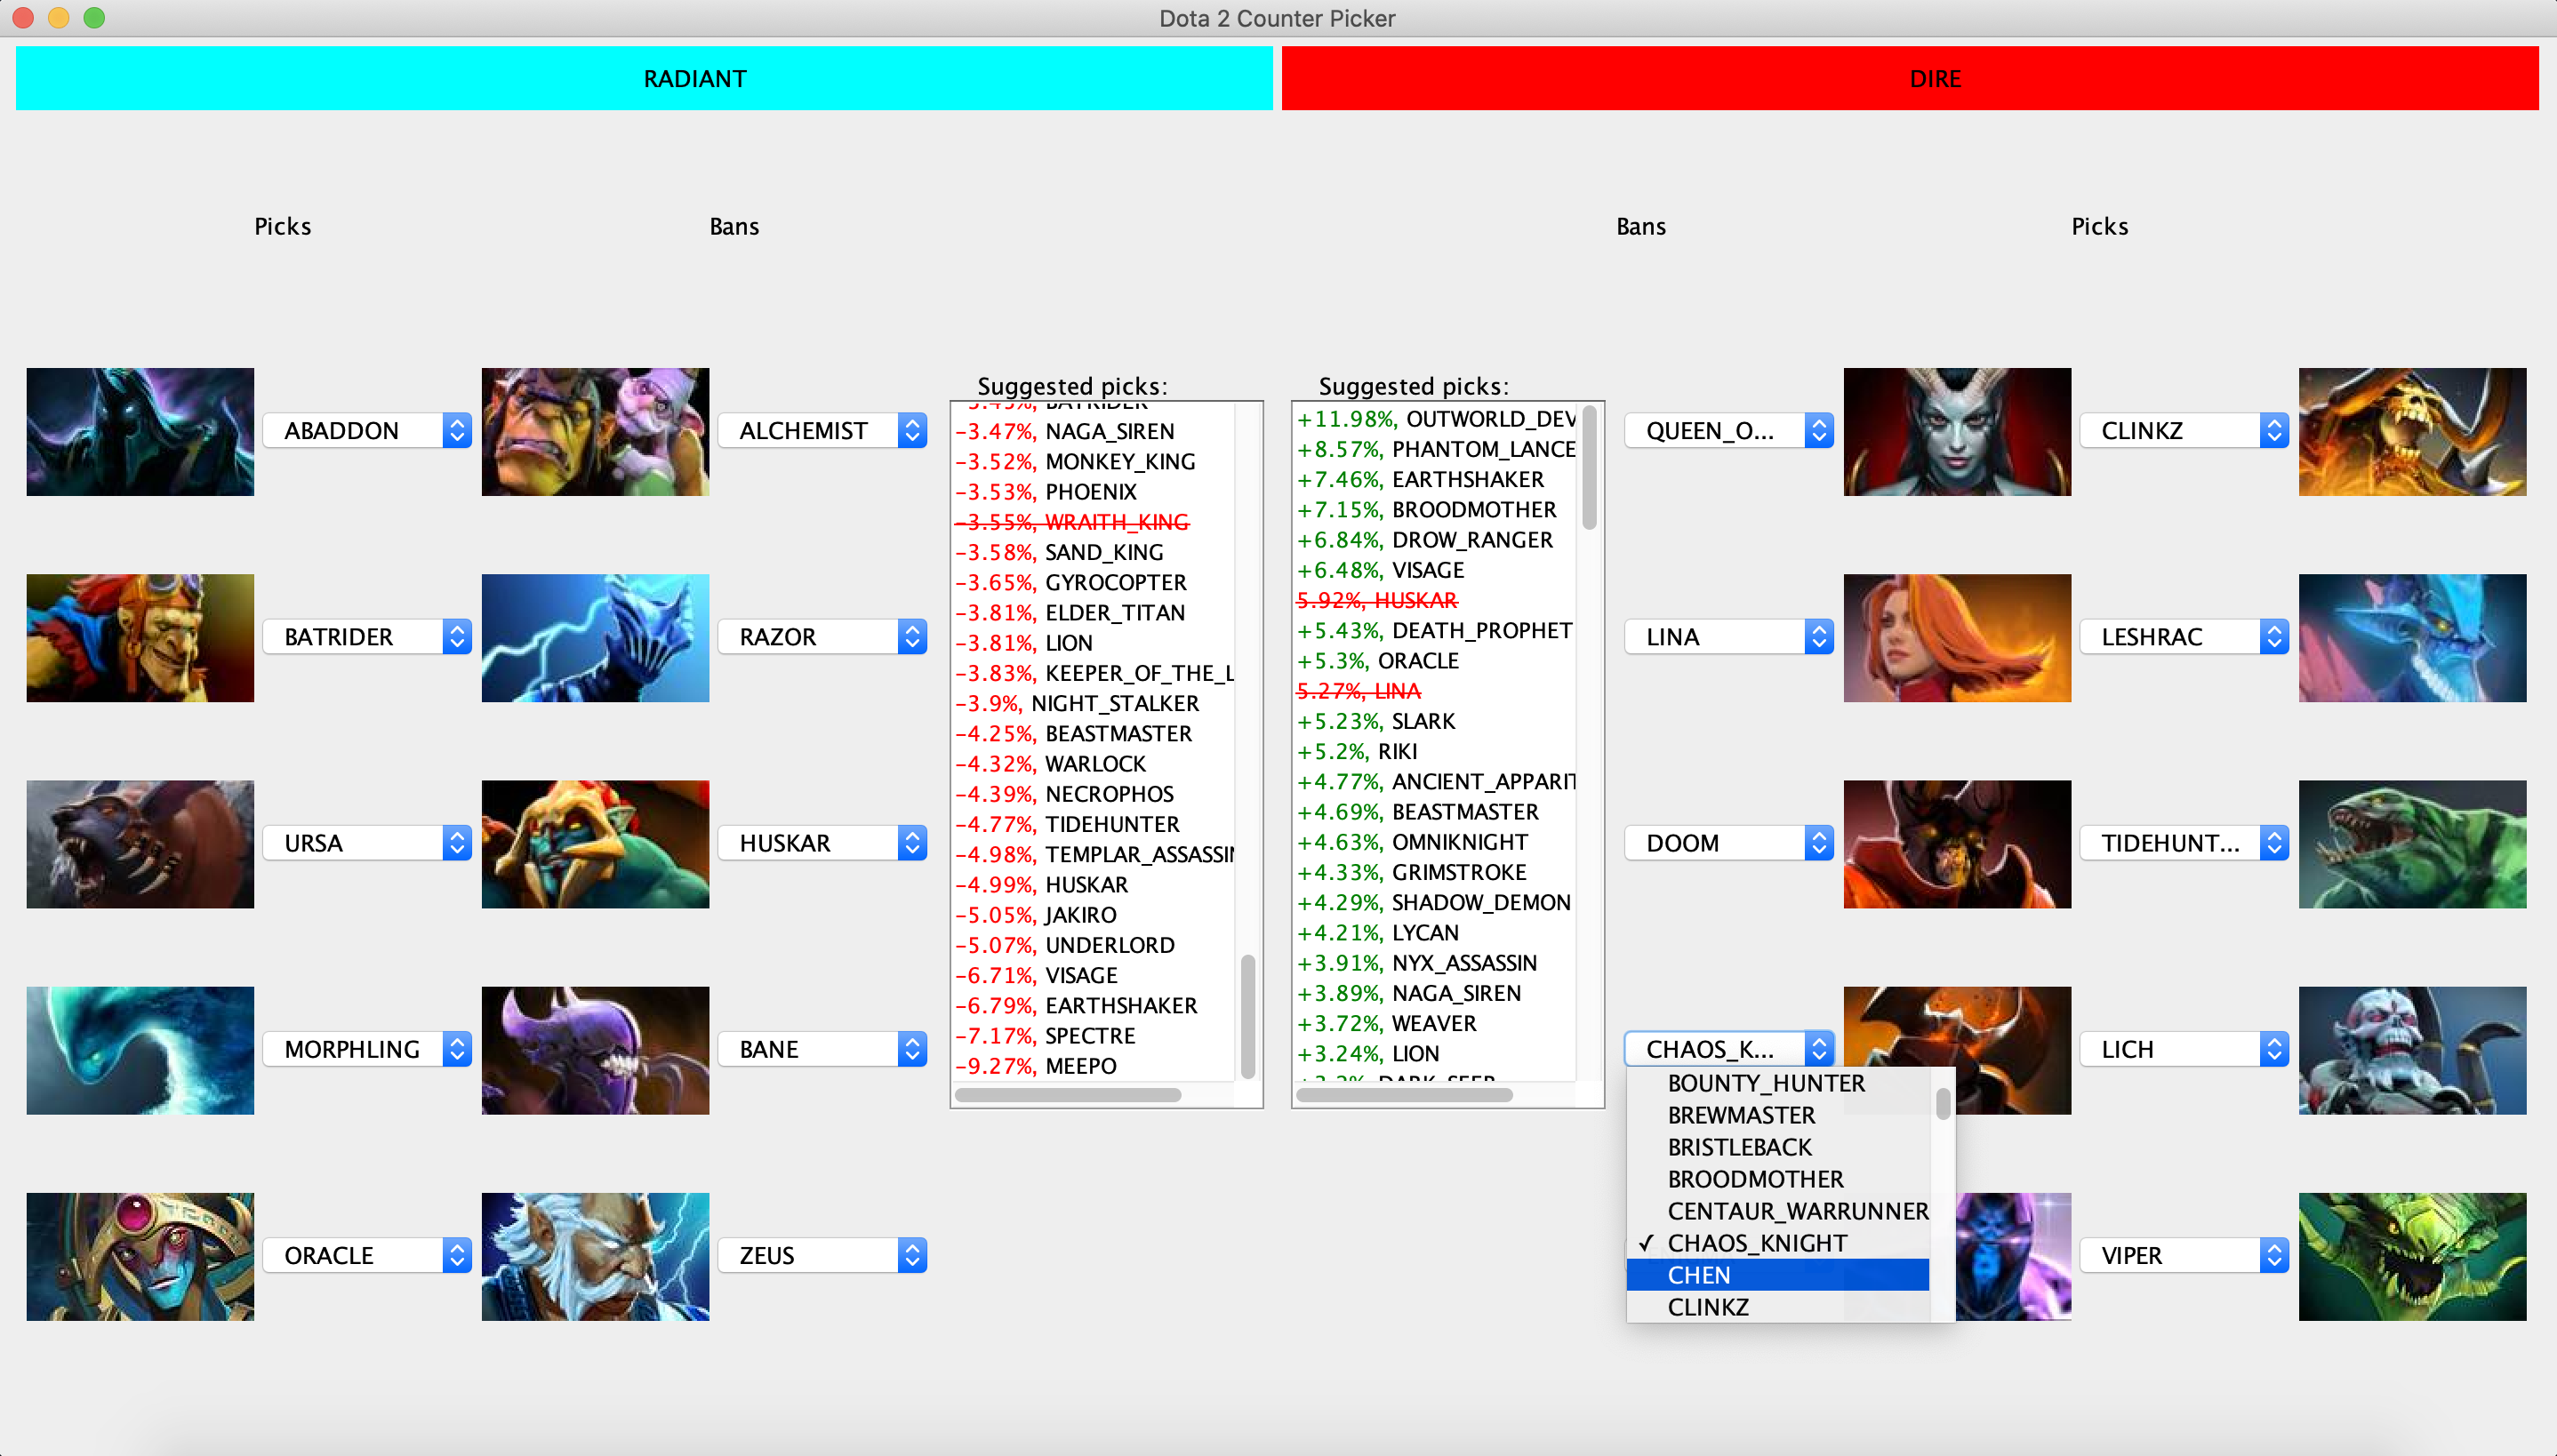 Dota 2 Counter Picker
RADIANT
DIRE
Picks
Bans
Bans
Picks
ABADDON
BATRIDER
URSA
MORPHLING
ORACLE
ALCHEMIST
RAZOR
HUSKAR
BANE
ZEUS
Suggested picks:
-3.45%, BATRIDER
-3.47%, NAGA_SIREN
-3.52%, MONKEY_KING
-3.53%, PHOENIX
-3.55%, WRAITH_KING
-3.58%, SAND_KING
-3.65%, GYROCOPTER
-3.81%, ELDER_TITAN
-3.81%, LION
-3.83%, KEEPER_OF_THE_L
-3.9%, NIGHT_STALKER
-4.25%, BEASTMASTER
-4.32%, WARLOCK
-4.39%, NECROPHOS
-4.77%, TIDEHUNTER
-4.98%, TEMPLAR_ASSASSIN
-4.99%, HUSKAR
-5.05%, JAKIRO
-5.07%, UNDERLORD
-6.71%, VISAGE
-6.79%, EARTHSHAKER
-7.17%, SPECTRE
-9.27%, MEEPO
Suggested picks:
+11.98%, OUTWORLD_DEV
+8.57%, PHANTOM_LANCE
+7.46%, EARTHSHAKER
+7.15%, BROODMOTHER
+6.84%, DROW_RANGER
+6.48%, VISAGE
5.92%, HUSKAR
+5.43%, DEATH_PROPHET
+5.3%, ORACLE
5.27%, LINA
+5.23%, SLARK
+5.2%, RIKI
+4.77%, ANCIENT_APPARIT
+4.69%, BEASTMASTER
+4.63%, OMNIKNIGHT
+4.33%, GRIMSTROKE
+4.29%, SHADOW_DEMON
+4.21%, LYCAN
+3.91%, NYX_ASSASSIN
+3.89%, NAGA_SIREN
+3.72%, WEAVER
+3.24%, LION
+3.2%, DARK_SEER
QUEEN_O...
LINA
DOOM
CHAOS_K...
BOUNTY_HUNTER
BREWMASTER
BRISTLEBACK
BROODMOTHER
CENTAUR_WARRUNNER
✓ CHAOS_KNIGHT
CHEN
CLINKZ
CLINKZ
LESHRAC
TIDEHUNT...
LICH
VIPER